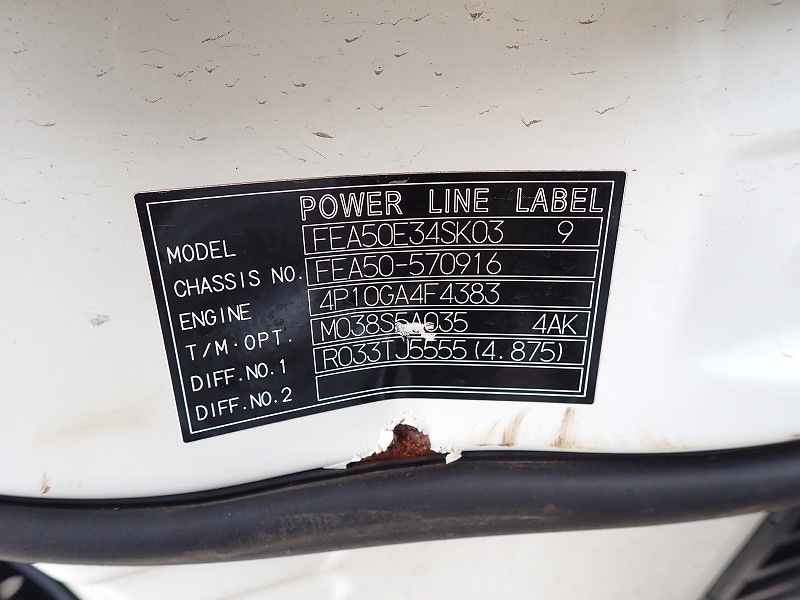 POWER LINE LABEL
MODEL FEA50E34SK03 9
CHASSIS NO. FEA50-570916
ENGINE 4P10GA4F4383
T/M·OPT. M038S5A035 4AK
DIFF.NO.1 R033TJ5555(4.875)
DIFF.NO.2